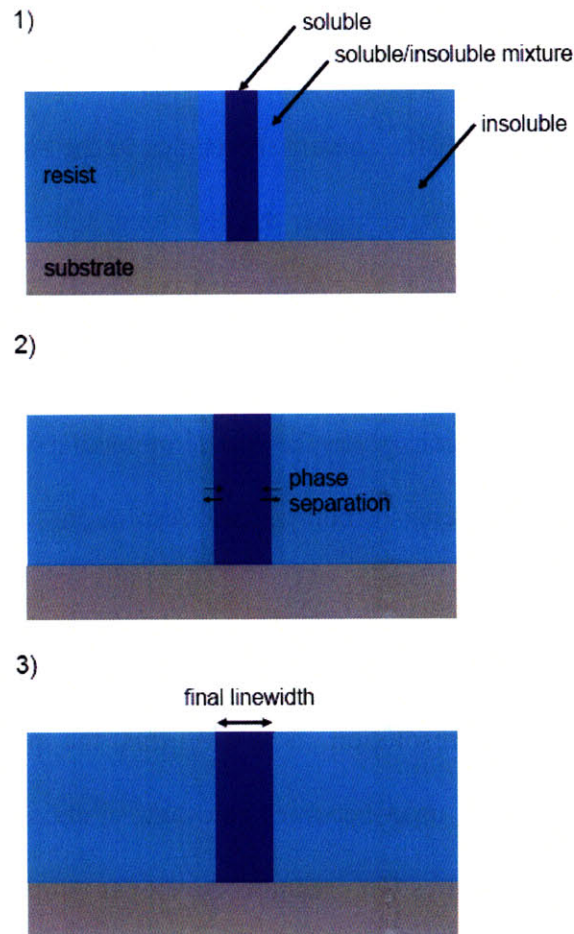 1)
soluble
soluble/insoluble mixture
insoluble
resist
substrate
2)
phase
separation
3)
final linewidth